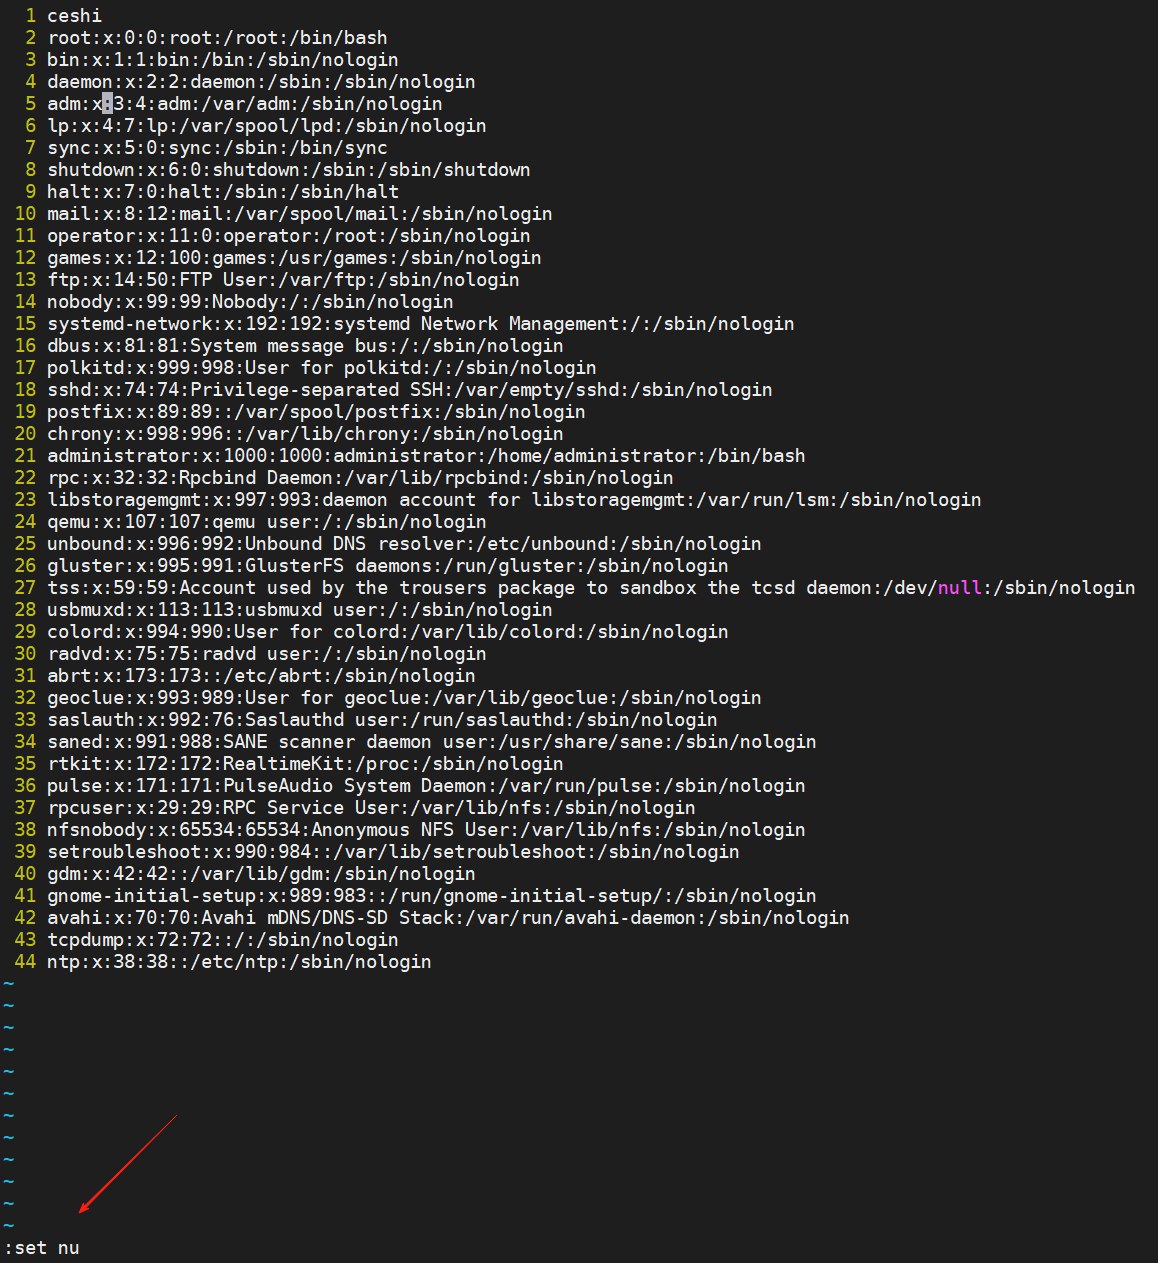 1 ceshi
2 root:x:0:0:root:/root:/bin/bash
3 bin:x:1:1:bin:/bin:/sbin/nologin
4 daemon:x:2:2:daemon:/sbin:/sbin/nologin
5 adm:x:3:4:adm:/var/adm:/sbin/nologin
6 lp:x:4:7:lp:/var/spool/lpd:/sbin/nologin
7 sync:x:5:0:sync:/sbin:/bin/sync
8 shutdown:x:6:0:shutdown:/sbin:/sbin/shutdown
9 halt:x:7:0:halt:/sbin:/sbin/halt
10 mail:x:8:12:mail:/var/spool/mail:/sbin/nologin
11 operator:x:11:0:operator:/root:/sbin/nologin
12 games:x:12:100:games:/usr/games:/sbin/nologin
13 ftp:x:14:50:FTP User:/var/ftp:/sbin/nologin
14 nobody:x:99:99:Nobody:/:/sbin/nologin
15 systemd-network:x:192:192:systemd Network Management:/:/sbin/nologin
16 dbus:x:81:81:System message bus:/:/sbin/nologin
17 polkitd:x:999:998:User for polkitd:/:/sbin/nologin
18 sshd:x:74:74:Privilege-separated SSH:/var/empty/sshd:/sbin/nologin
19 postfix:x:89:89::/var/spool/postfix:/sbin/nologin
20 chrony:x:998:996::/var/lib/chrony:/sbin/nologin
21 administrator:x:1000:1000:administrator:/home/administrator:/bin/bash
22 rpc:x:32:32:Rpcbind Daemon:/var/lib/rpcbind:/sbin/nologin
23 libstoragemgmt:x:997:993:daemon account for libstoragemgmt:/var/run/lsm:/sbin/nologin
24 qemu:x:107:107:qemu user:/:/sbin/nologin
25 unbound:x:996:992:Unbound DNS resolver:/etc/unbound:/sbin/nologin
26 gluster:x:995:991:GlusterFS daemons:/run/gluster:/sbin/nologin
27 tss:x:59:59:Account used by the trousers package to sandbox the tcsd daemon:/dev/null:/sbin/nologin
28 usbmuxd:x:113:113:usbmuxd user:/:/sbin/nologin
29 colord:x:994:990:User for colord:/var/lib/colord:/sbin/nologin
30 radvd:x:75:75:radvd user:/:/sbin/nologin
31 abrt:x:173:173::/etc/abrt:/sbin/nologin
32 geoclue:x:993:989:User for geoclue:/var/lib/geoclue:/sbin/nologin
33 saslauth:x:992:76:Saslauthd user:/run/saslauthd:/sbin/nologin
34 saned:x:991:988:SANE scanner daemon user:/usr/share/sane:/sbin/nologin
35 rtkit:x:172:172:RealtimeKit:/proc:/sbin/nologin
36 pulse:x:171:171:PulseAudio System Daemon:/var/run/pulse:/sbin/nologin
37 rpcuser:x:29:29:RPC Service User:/var/lib/nfs:/sbin/nologin
38 nfsnobody:x:65534:65534:Anonymous NFS User:/var/lib/nfs:/sbin/nologin
39 setroubleshoot:x:990:984::/var/lib/setroubleshoot:/sbin/nologin
40 gdm:x:42:42::/var/lib/gdm:/sbin/nologin
41 gnome-initial-setup:x:989:983::/run/gnome-initial-setup/:/sbin/nologin
42 avahi:x:70:70:Avahi mDNS/DNS-SD Stack:/var/run/avahi-daemon:/sbin/nologin
43 tcpdump:x:72:72::/:/sbin/nologin
44 ntp:x:38:38::/etc/ntp:/sbin/nologin
~
~
~
~
~
~
~
~
~
~
~
~
:set nu